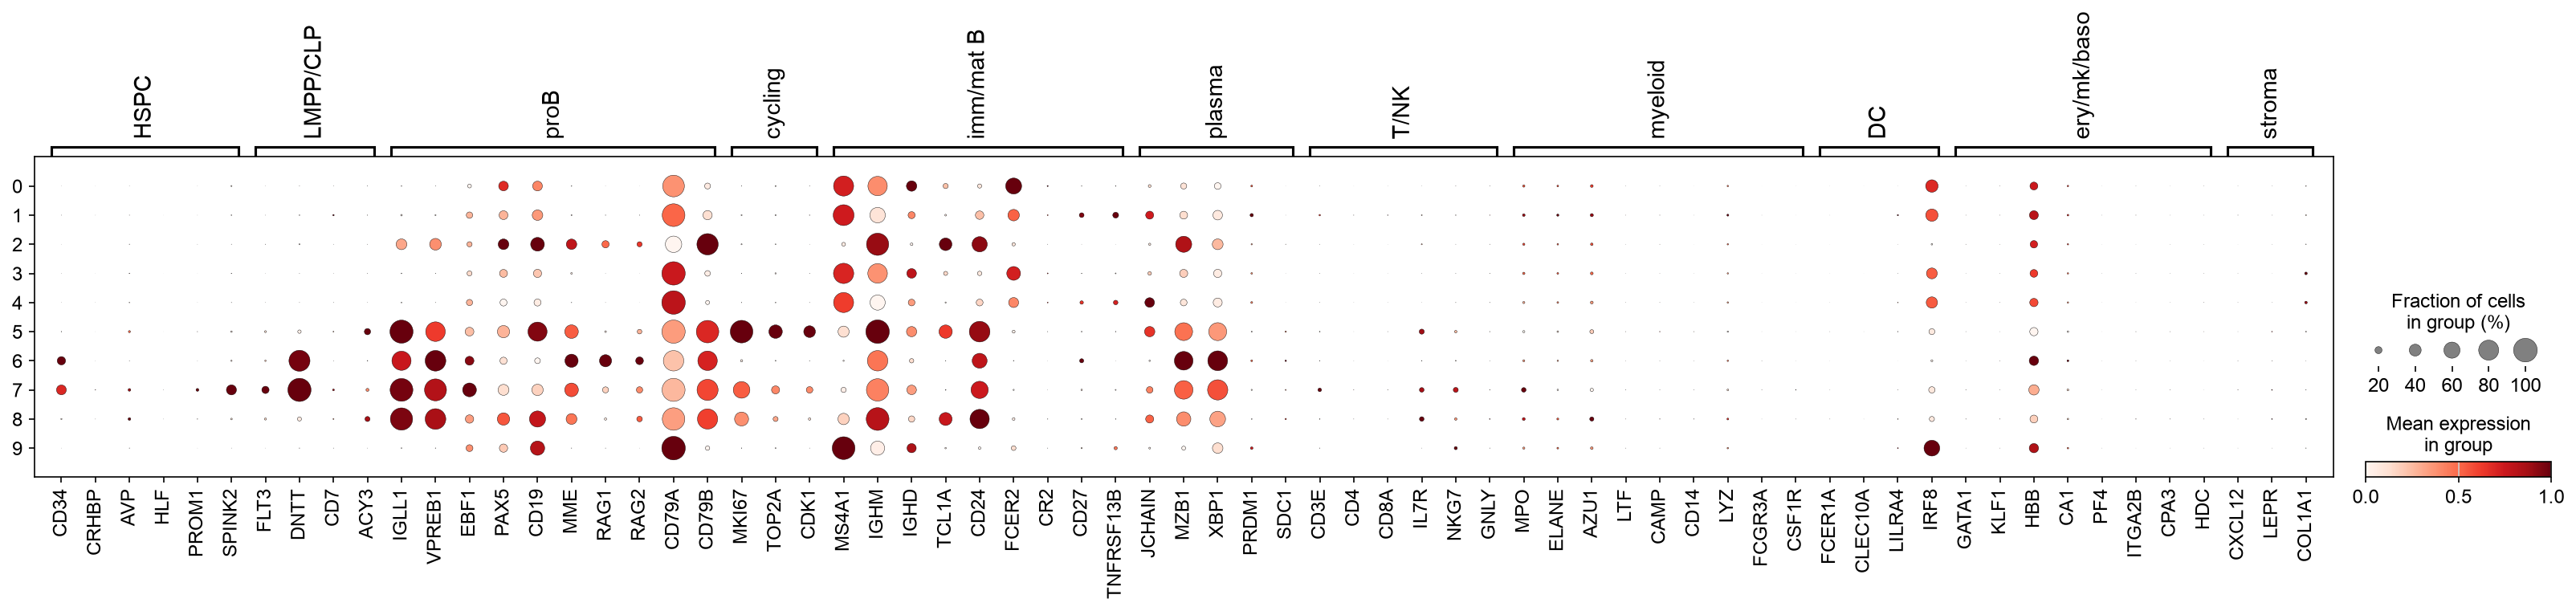 HSPC
LMPP/CLP
proB
cycling
imm/mat B
plasma
T/NK
myeloid
DC
ery/mk/baso
stroma
0
1
2
3
4
5
6
7
8
9
CD34
CRHBP
AVP
HLF
PROM1
SPINK2
FLT3
DNTT
CD7
ACY3
IGLL1
VPREB1
EBF1
PAX5
CD19
MME
RAG1
RAG2
CD79A
CD79B
MKI67
TOP2A
CDK1
MS4A1
IGHM
IGHD
TCL1A
CD24
FCER2
CR2
CD27
TNFRSF13B
JCHAIN
MZB1
XBP1
PRDM1
SDC1
CD3E
CD4
CD8A
IL7R
NKG7
GNLY
MPO
ELANE
AZU1
LTF
CAMP
CD14
LYZ
FCGR3A
CSF1R
FCER1A
CLEC10A
LILRA4
IRF8
GATA1
KLF1
HBB
CA1
PF4
ITGA2B
CPA3
HDC
CXCL12
LEPR
COL1A1
Fraction of cells
in group (%)
20 40 60 80 100
Mean expression
in group
0.0 0.5 1.0